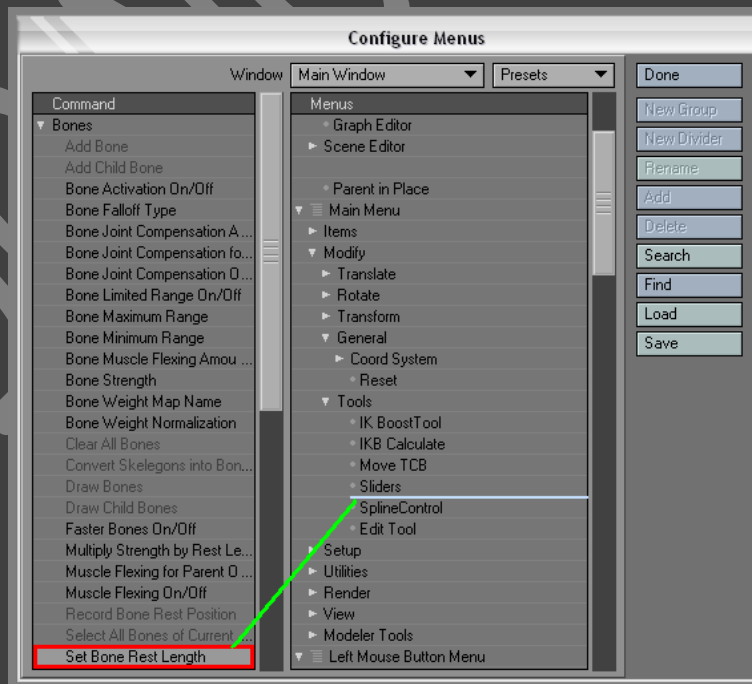 Configure Menus
Window Main Window Presets Done
Command
Bones
Add Bone
Add Child Bone
Bone Activation On/Off
Bone Falloff Type
Bone Joint Compensation A...
Bone Joint Compensation fo...
Bone Joint Compensation O...
Bone Limited Range On/Off
Bone Maximum Range
Bone Minimum Range
Bone Muscle Flexing Amou ...
Bone Strength
Bone Weight Map Name
Bone Weight Normalization
Clear All Bones
Convert Skelegons into Bon...
Draw Bones
Draw Child Bones
Faster Bones On/Off
Multiply Strength by Rest Le...
Muscle Flexing for Parent O ...
Muscle Flexing On/Off
Record Bone Rest Position
Select All Bones of Current ...
Set Bone Rest Length
Menus
Graph Editor
Scene Editor
Parent in Place
Main Menu
Items
Modify
Translate
Rotate
Transform
General
Coord System
Reset
Tools
IK BoostTool
IKB Calculate
Move TCB
Sliders
SplineControl
Edit Tool
Setup
Utilities
Render
View
Modeler Tools
Left Mouse Button Menu
New Group
New Divider
Rename
Add
Delete
Search
Find
Load
Save